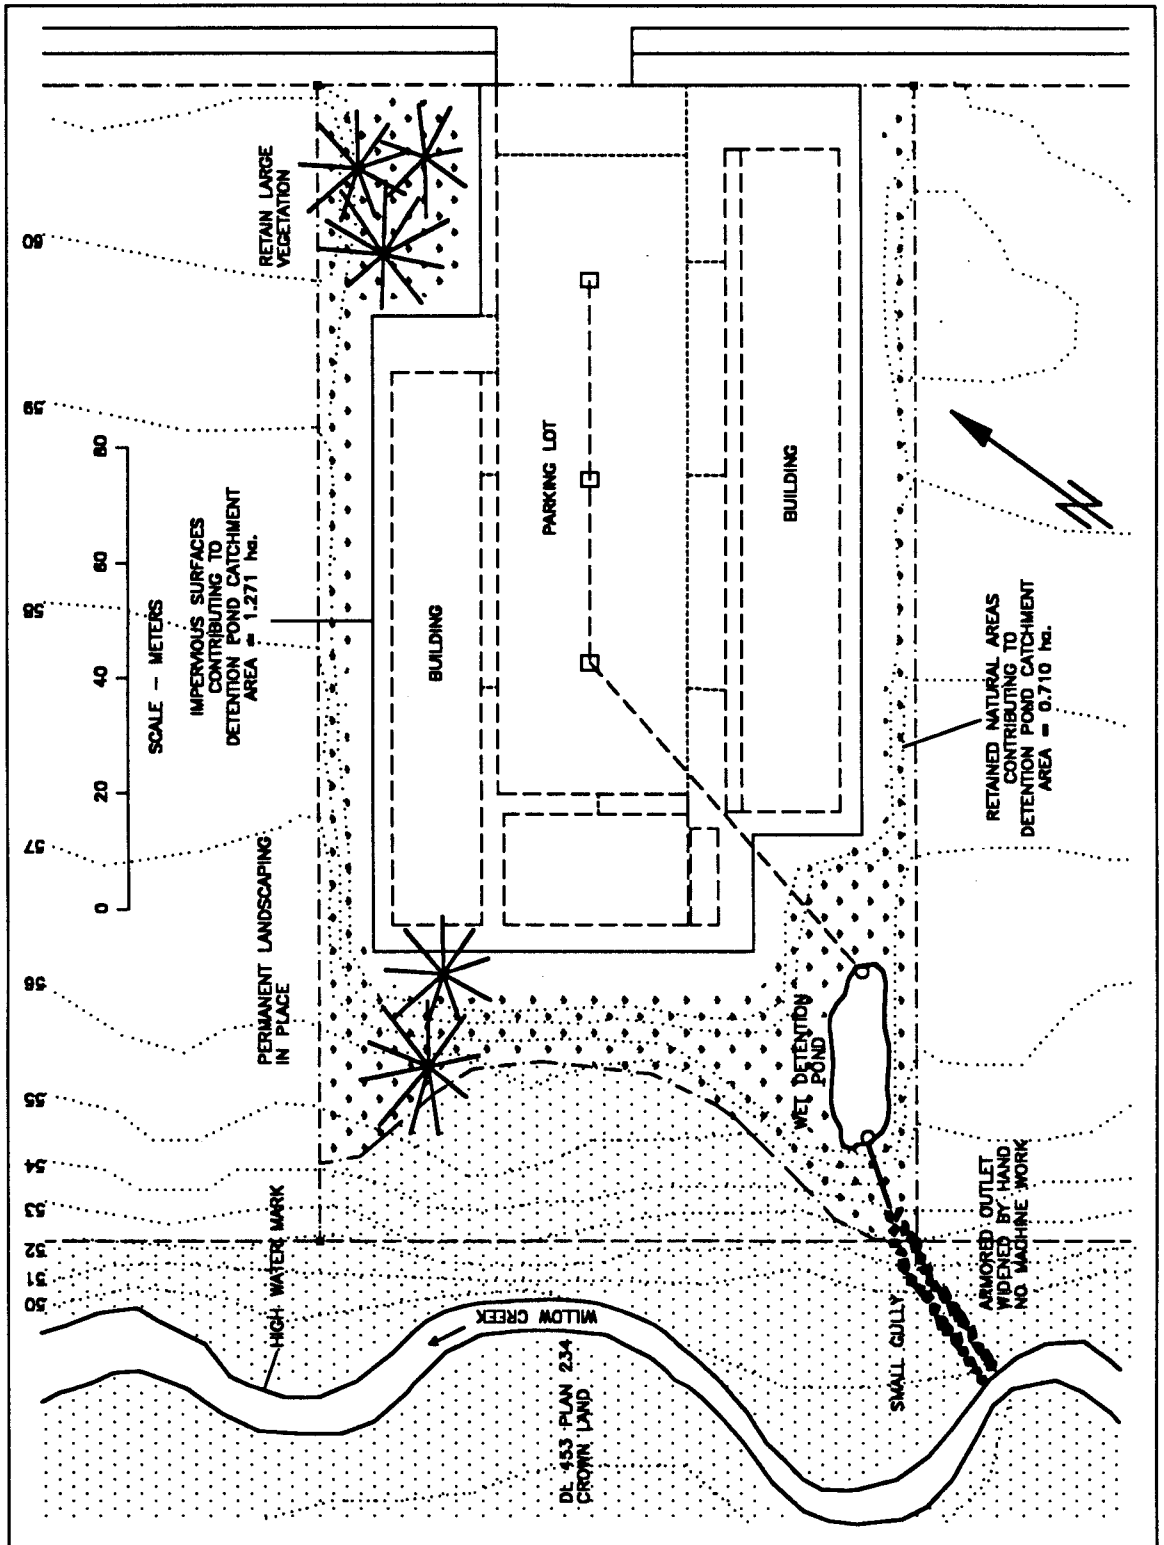 RETAIN LARGE
VEGETATION
60
59
58
57
56
55
54
53
52
51
50
0
20
40
60
80
SCALE - METERS
IMPERVIOUS SURFACES
CONTRIBUTING TO
DETENTION POND CATCHMENT
AREA = 1.271 ha.
PERMANENT LANDSCAPING
IN PLACE
HIGH WATER MARK
BUILDING
PARKING LOT
BUILDING
WET DETENTION
POND
RETAINED NATURAL AREAS
CONTRIBUTING TO
DETENTION POND CATCHMENT
AREA = 0.710 ha.
ARMORED OUTLET
WIDENED BY HAND
NO MACHINE WORK
SMALL GULLY
WILLOW CREEK
DL 453 PLAN 234
CROWN LAND